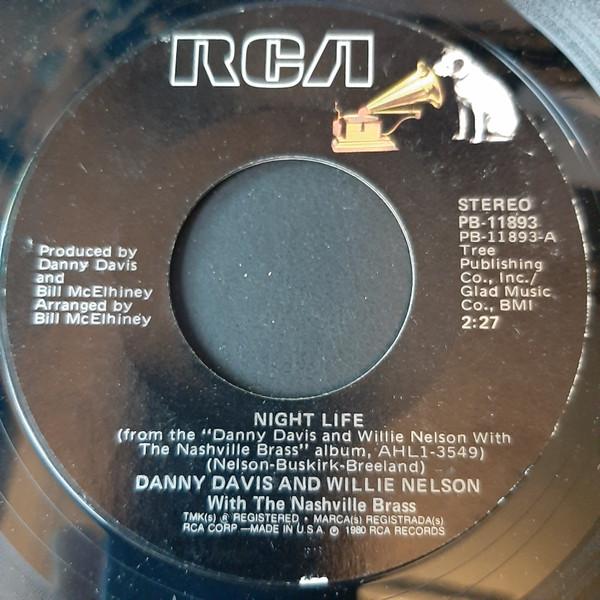 RCA
STEREO
PB-11893
PB-11893-A
Tree
Publishing
Co., Inc./
Glad Music
Co., BMI
2:27
Produced by
Danny Davis
and
Bill McElhiney
Arranged by
Bill McElhiney
NIGHT LIFE
(from the "Danny Davis and Willie Nelson With
The Nashville Brass" album, AHL1-3549)
(Nelson-Buskirk-Breeland)
DANNY DAVIS AND WILLIE NELSON
With The Nashville Brass
TMK(s) ® REGISTERED • MARCA(s) REGISTRADA(s)
RCA CORP —MADE IN U.S.A ℗ 1980 RCA RECORDS